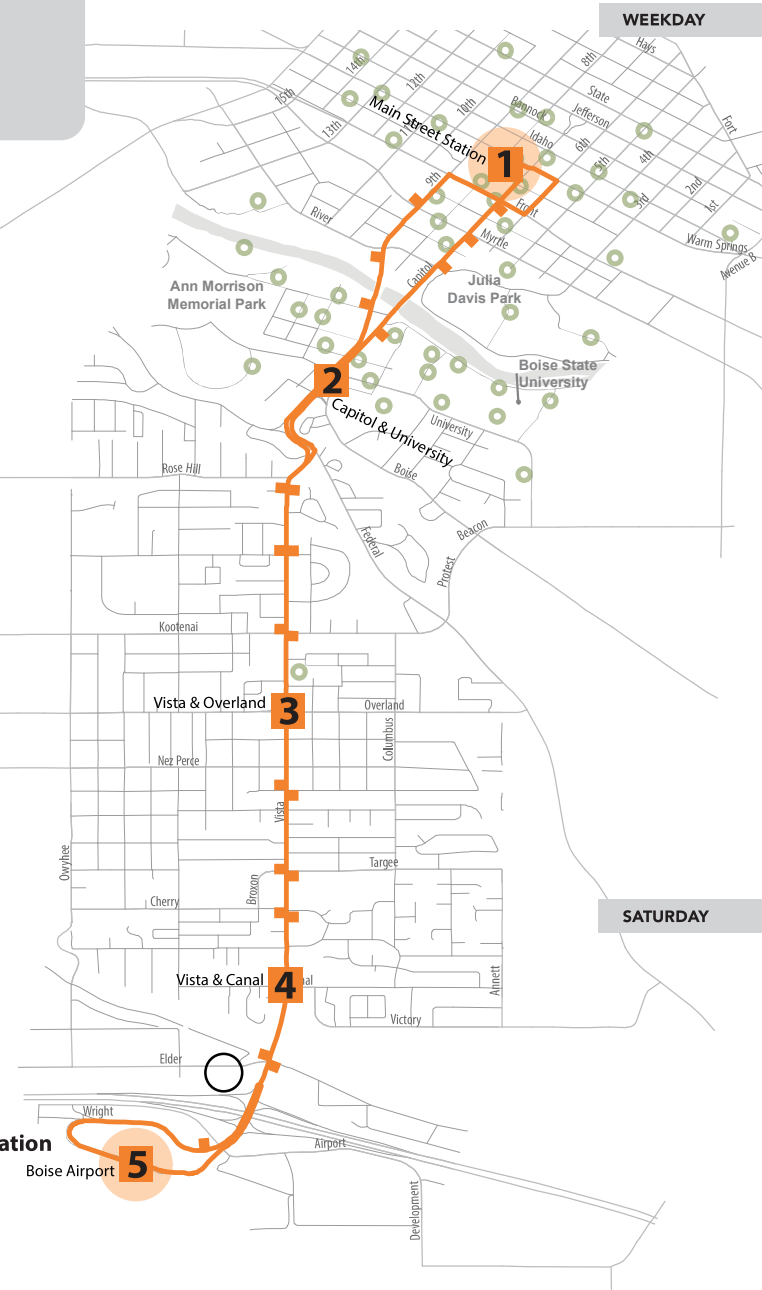 WEEKDAY
Hays
8th
14th
12th
State
15th
10th
Bannock
Jefferson
Fort
Main Street Station
13th
Idaho
6th
5th
4th
1
9th
2nd
3rd
1st
River
Front
Myrtle
Warm Springs
Avenue B
Capitol
Ann Morrison
Memorial Park
Julia
Davis Park
Boise State
University
2
Capitol & University
University
Rose Hill
Boise
Federal
Beacon
Protest
Kootenai
Vista & Overland
3
Overland
Columbus
Nez Perce
Vista
Owyhee
Targee
Broxon
Cherry
SATURDAY
Vista & Canal
4
nal
Annett
Victory
Elder
Wright
ation
Airport
5
Boise Airport
Development